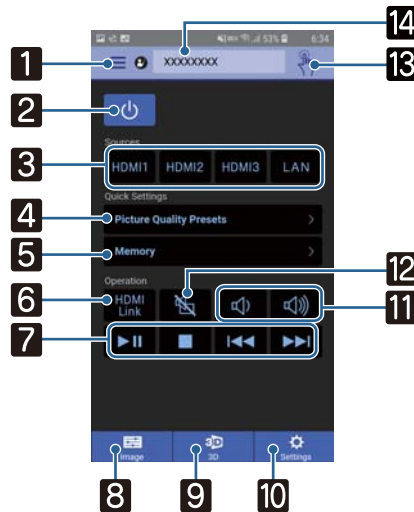 14
53% 6:34
1
XXXXXXXX
13
2
Sources
3
HDMI1 HDMI2 HDMI3 LAN
Quick Settings
4
Picture Quality Presets
5
Memory
Operation
12
6
HDMI
Link
11
7
Image
3D
3D
Settings
8
9
10